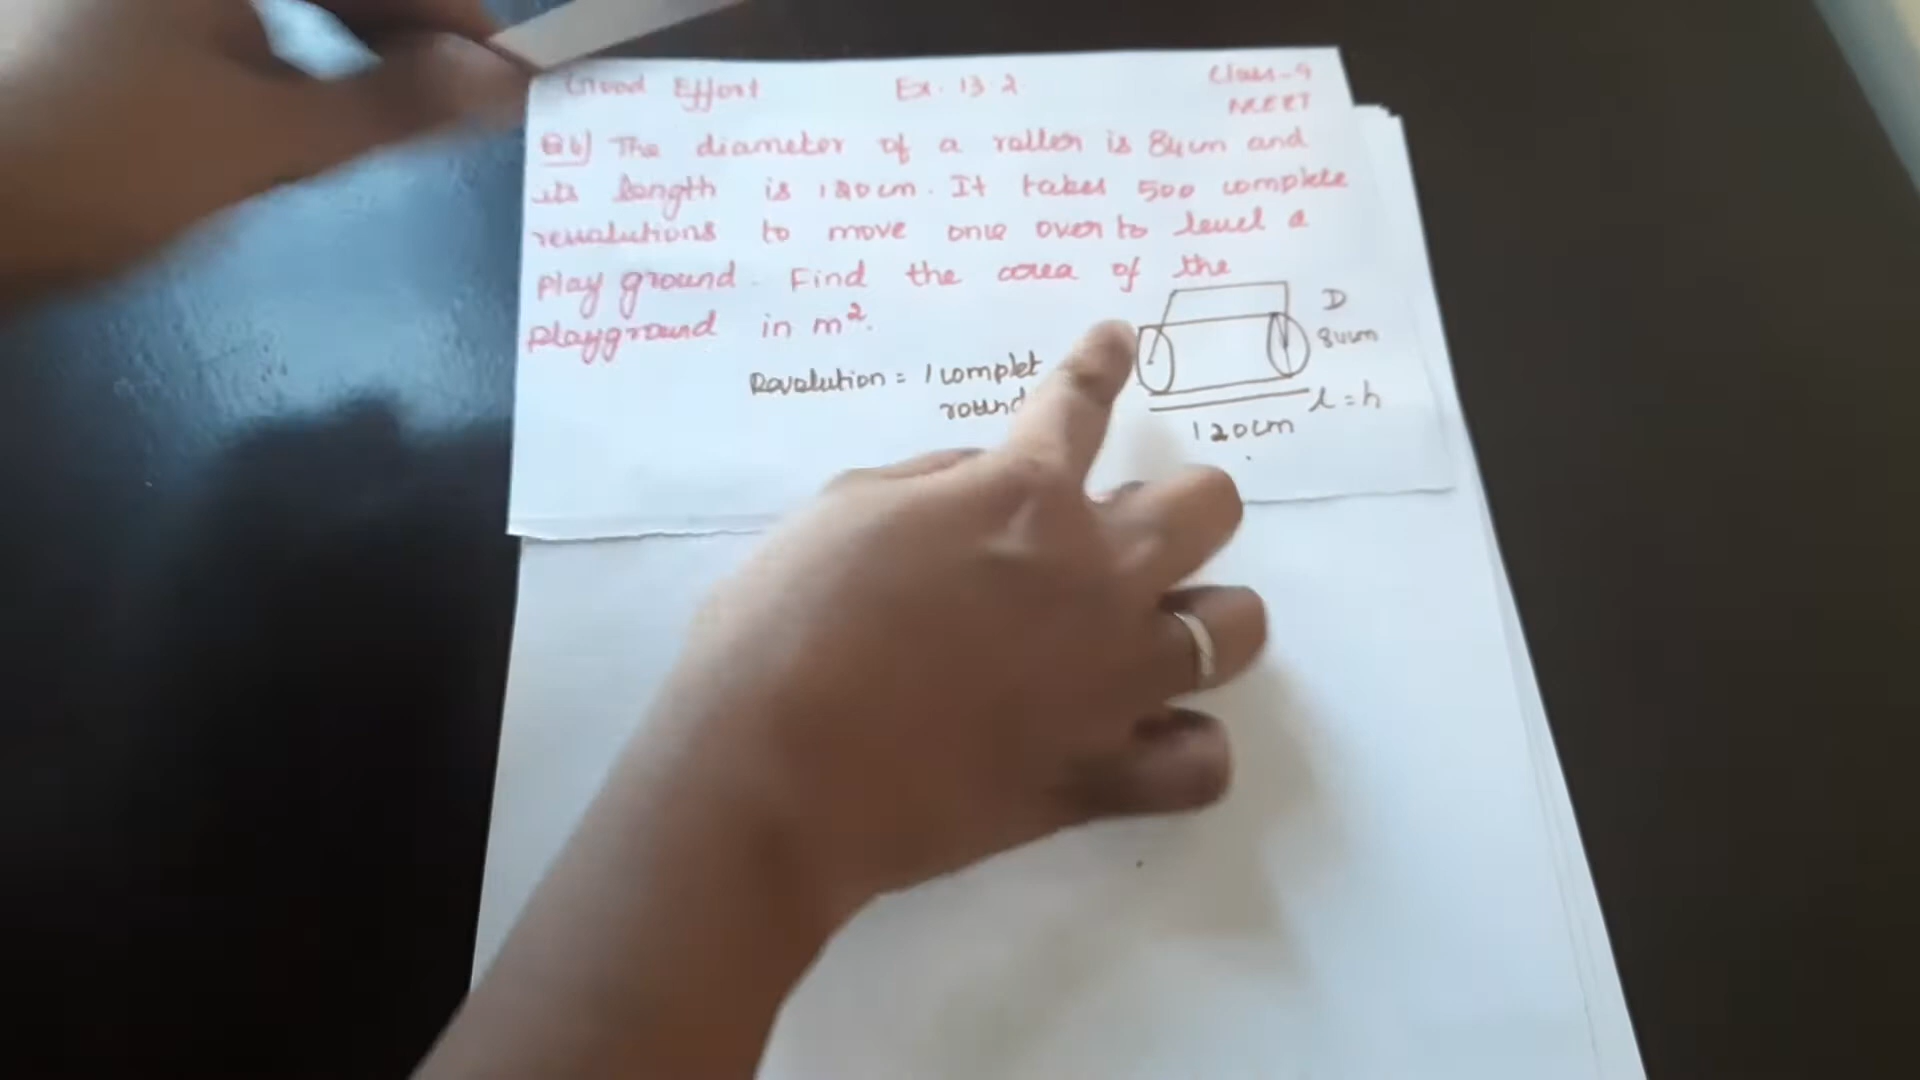 Good Effort Ex. 13.2 Class-9
NCERT
Q6) The diameter of a roller is 84cm and
its length is 120cm. It takes 500 complete
revolutions to move once over to level a
play ground. Find the area of the
playground in m².
D
84cm
Revolution = 1 complet
round
l = h
120cm